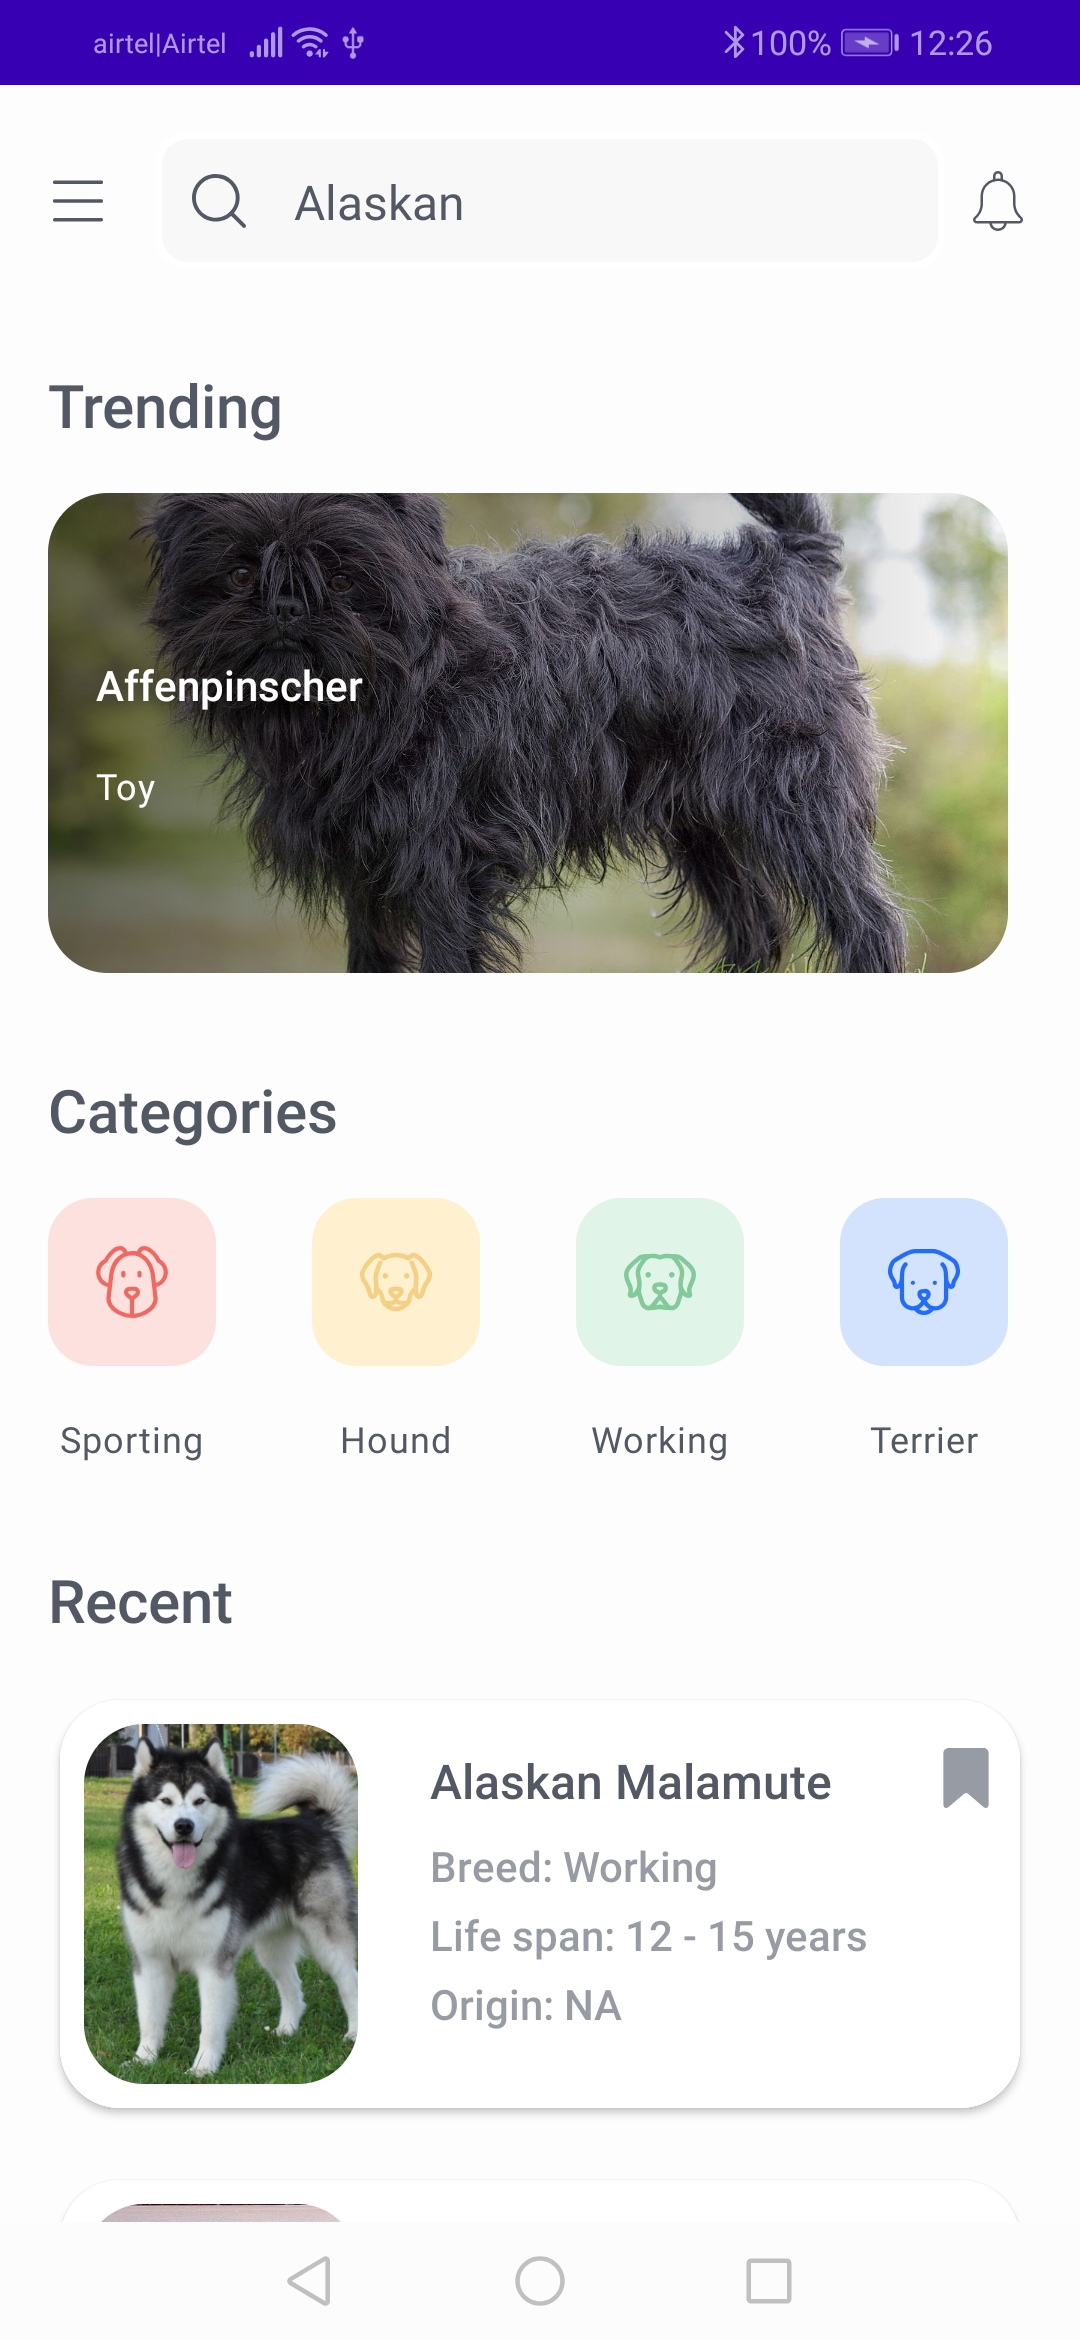 airtel|Airtel 100% 12:26
Alaskan
Trending
Affenpinscher
Toy
Categories
Sporting Hound Working Terrier
Recent
Alaskan Malamute
Breed: Working
Life span: 12 - 15 years
Origin: NA